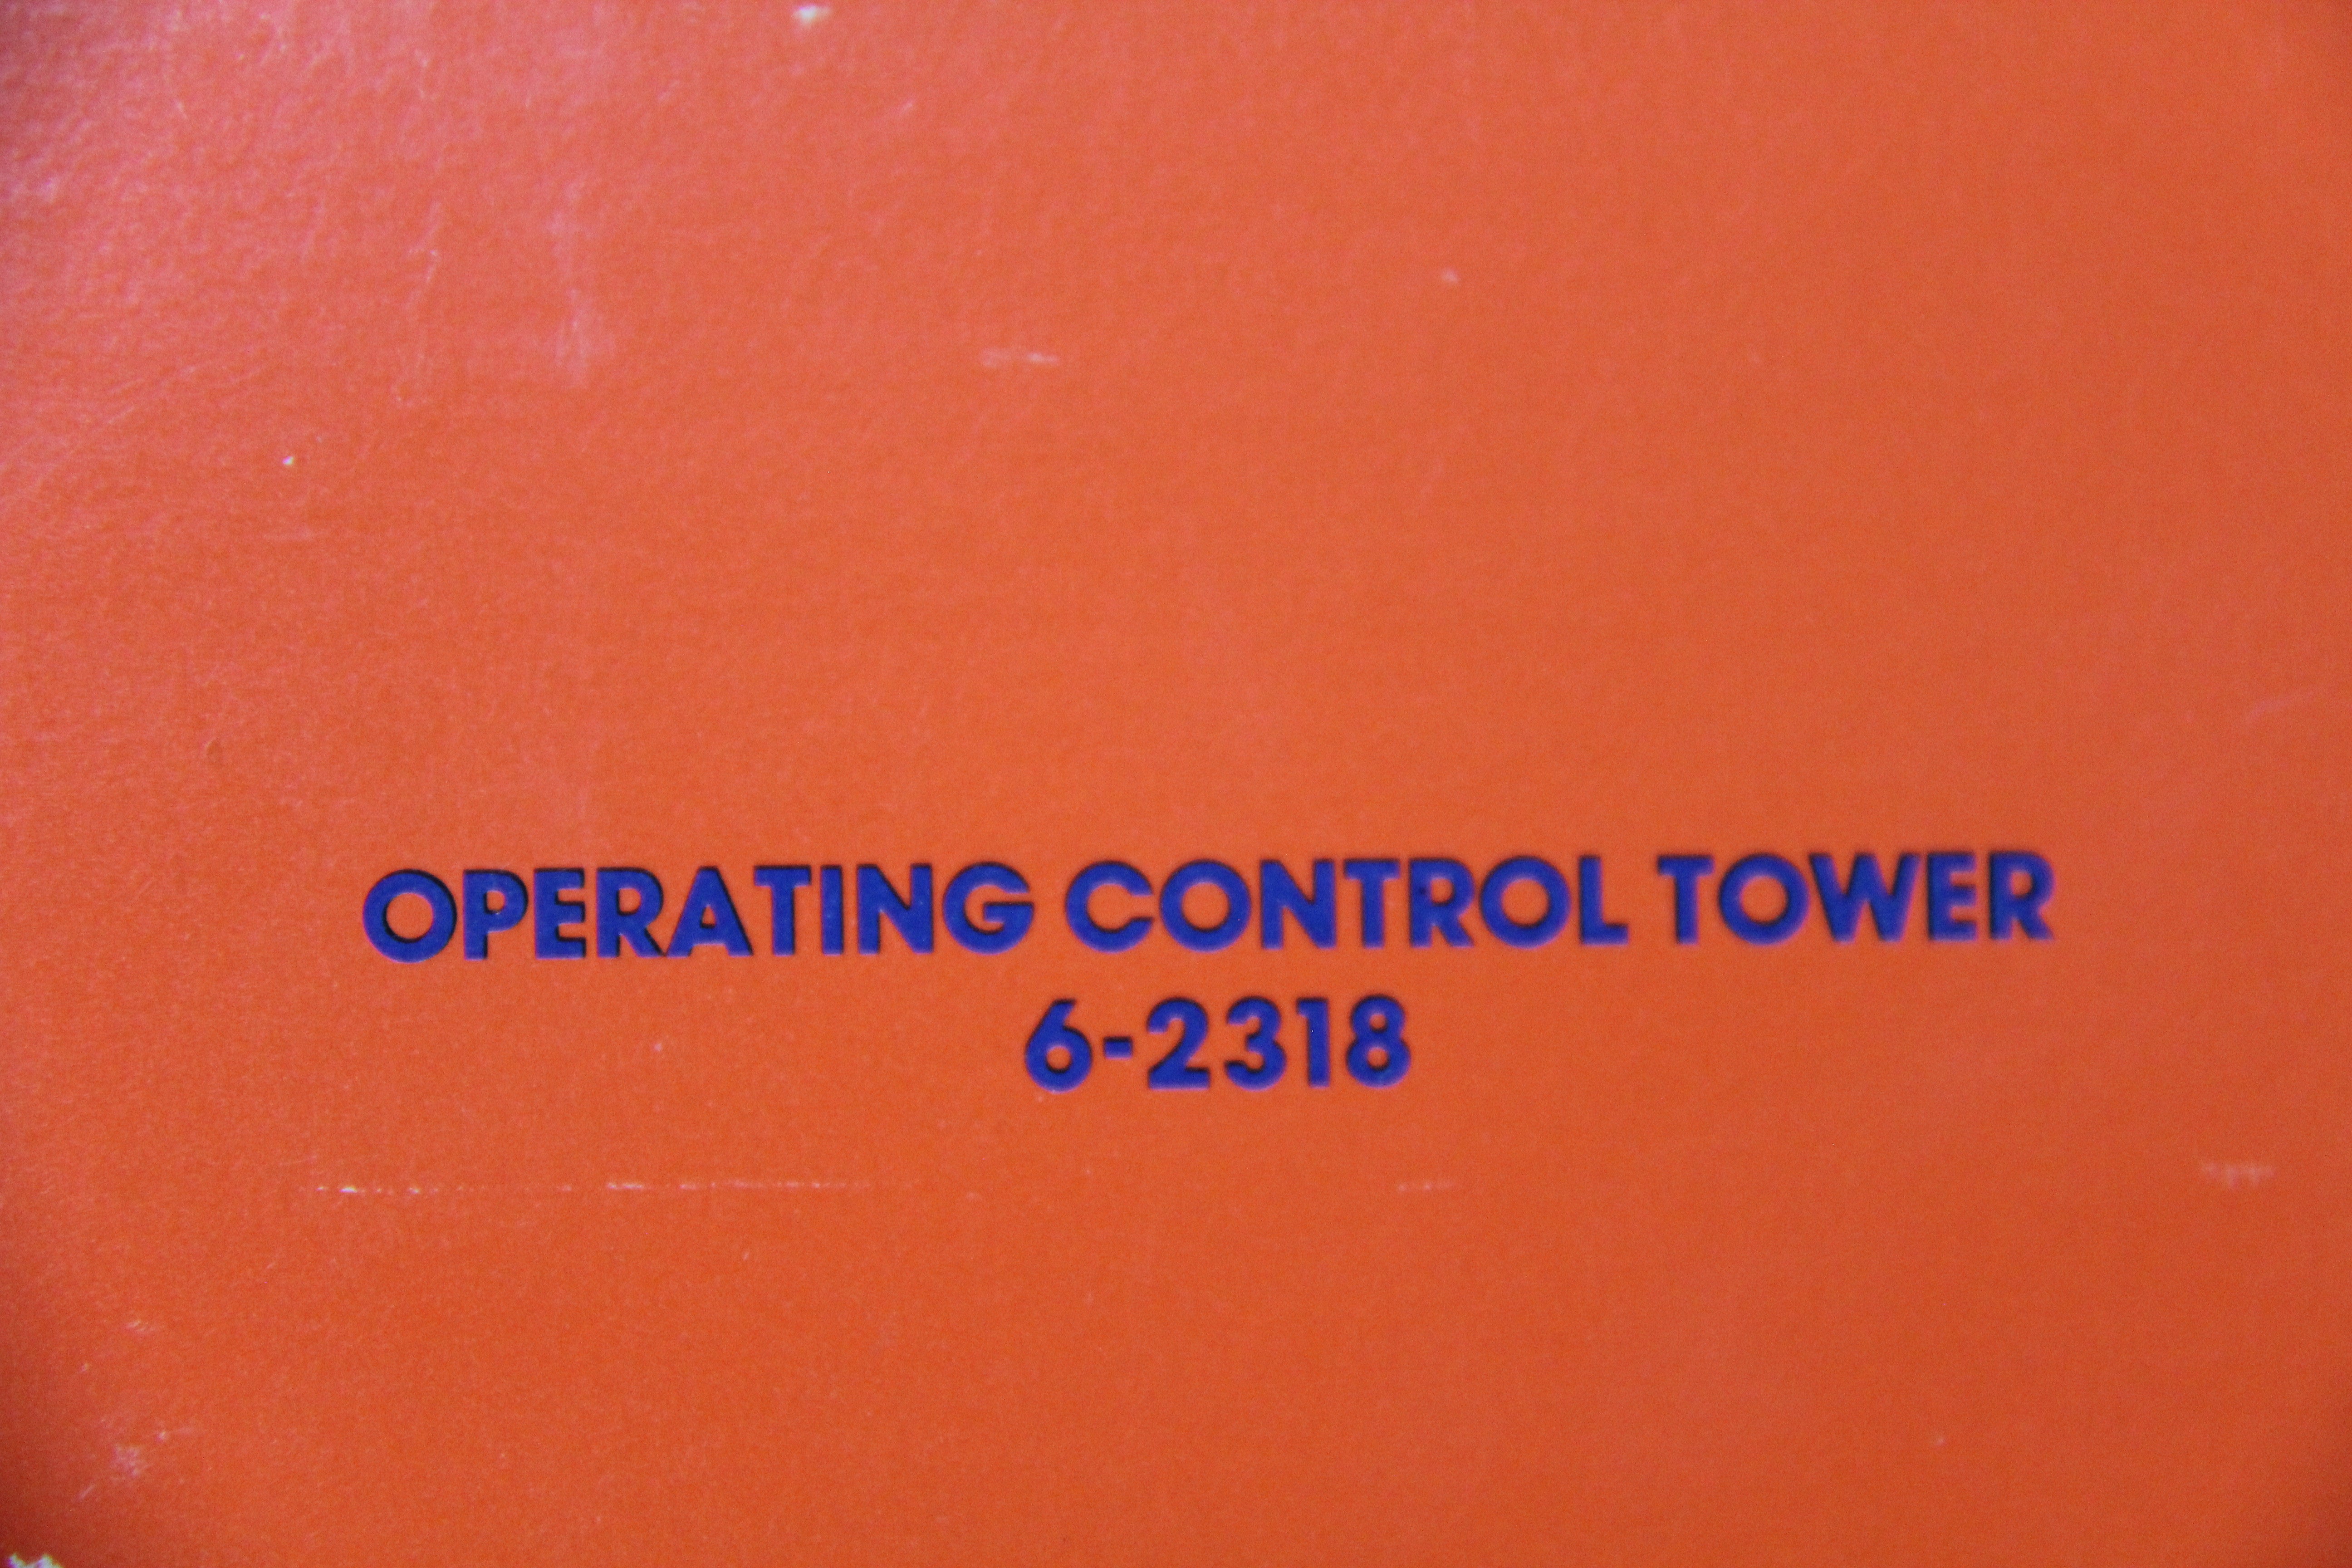 OPERATING CONTROL TOWER
6-2318